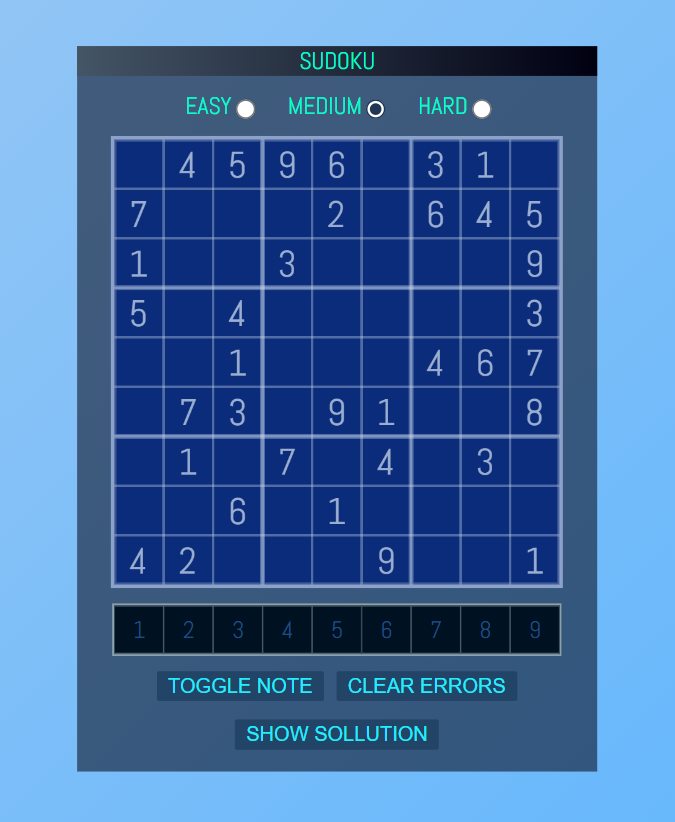 SUDOKU
EASY MEDIUM HARD
4 5 9 6 3 1
7 2 6 4 5
1 3 9
5 4 3
1 4 6 7
7 3 9 1 8
1 7 4 3
6 1
4 2 9 1
1 2 3 4 5 6 7 8 9
TOGGLE NOTE CLEAR ERRORS
SHOW SOLLUTION